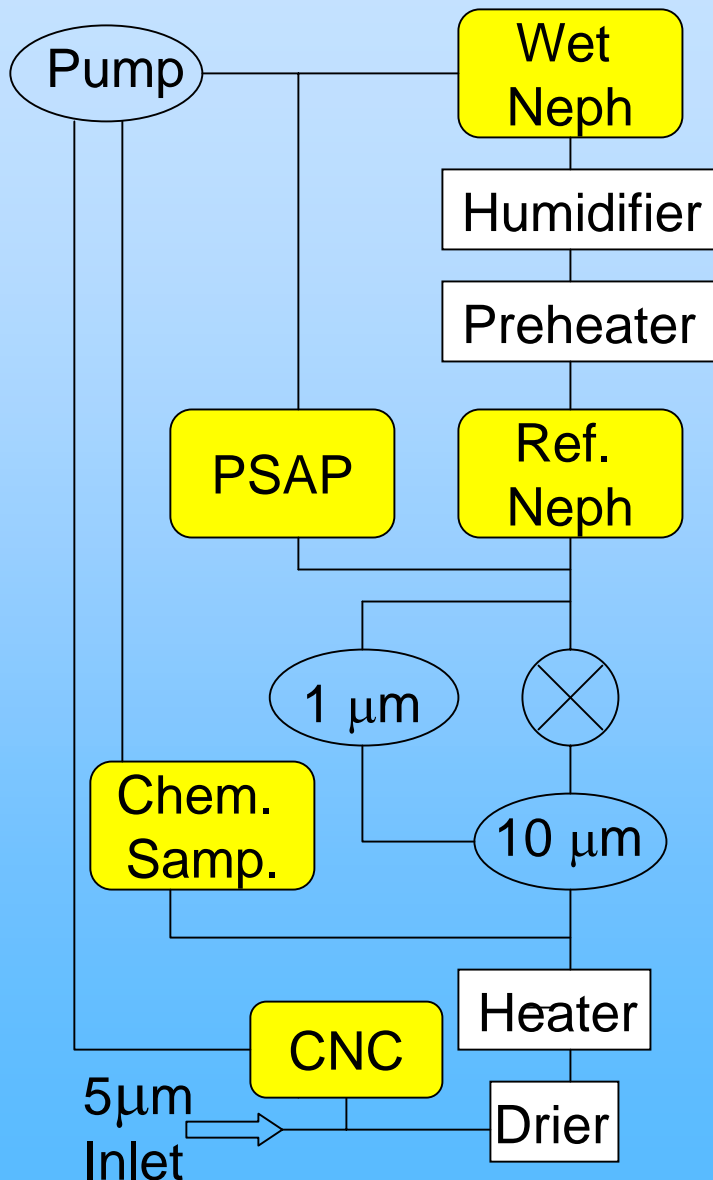 Pump
Wet
Neph
Humidifier
Preheater
PSAP
Ref.
Neph
1 μm
Chem.
Samp.
10 μm
Heater
CNC
5μm
Inlet
Drier